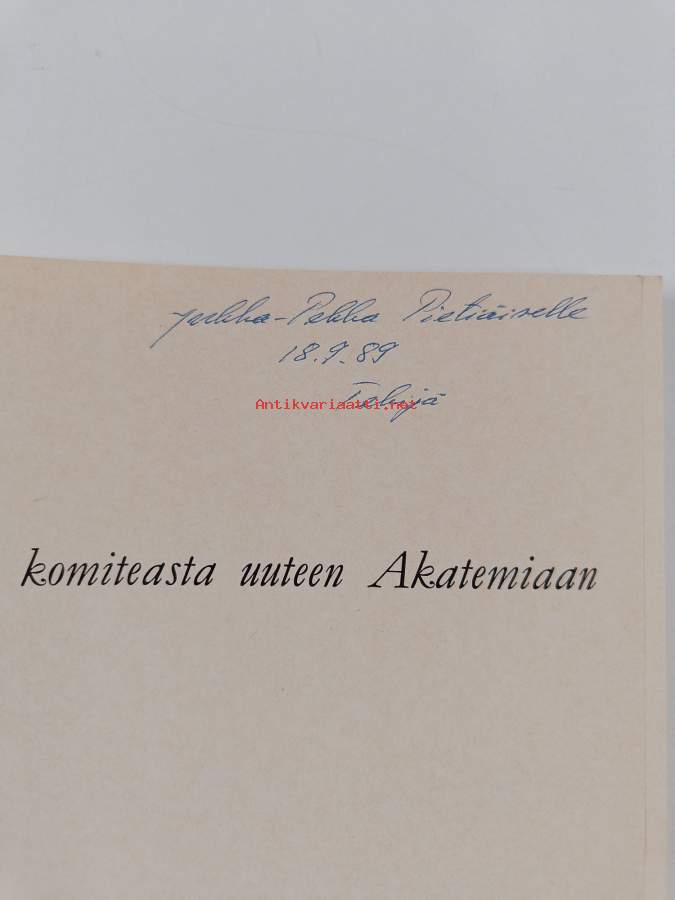 Jukka-Pekka Pietiäiselle
18.9.89
Tekijä
Antikvariaatti.net
komiteasta uuteen Akatemiaan